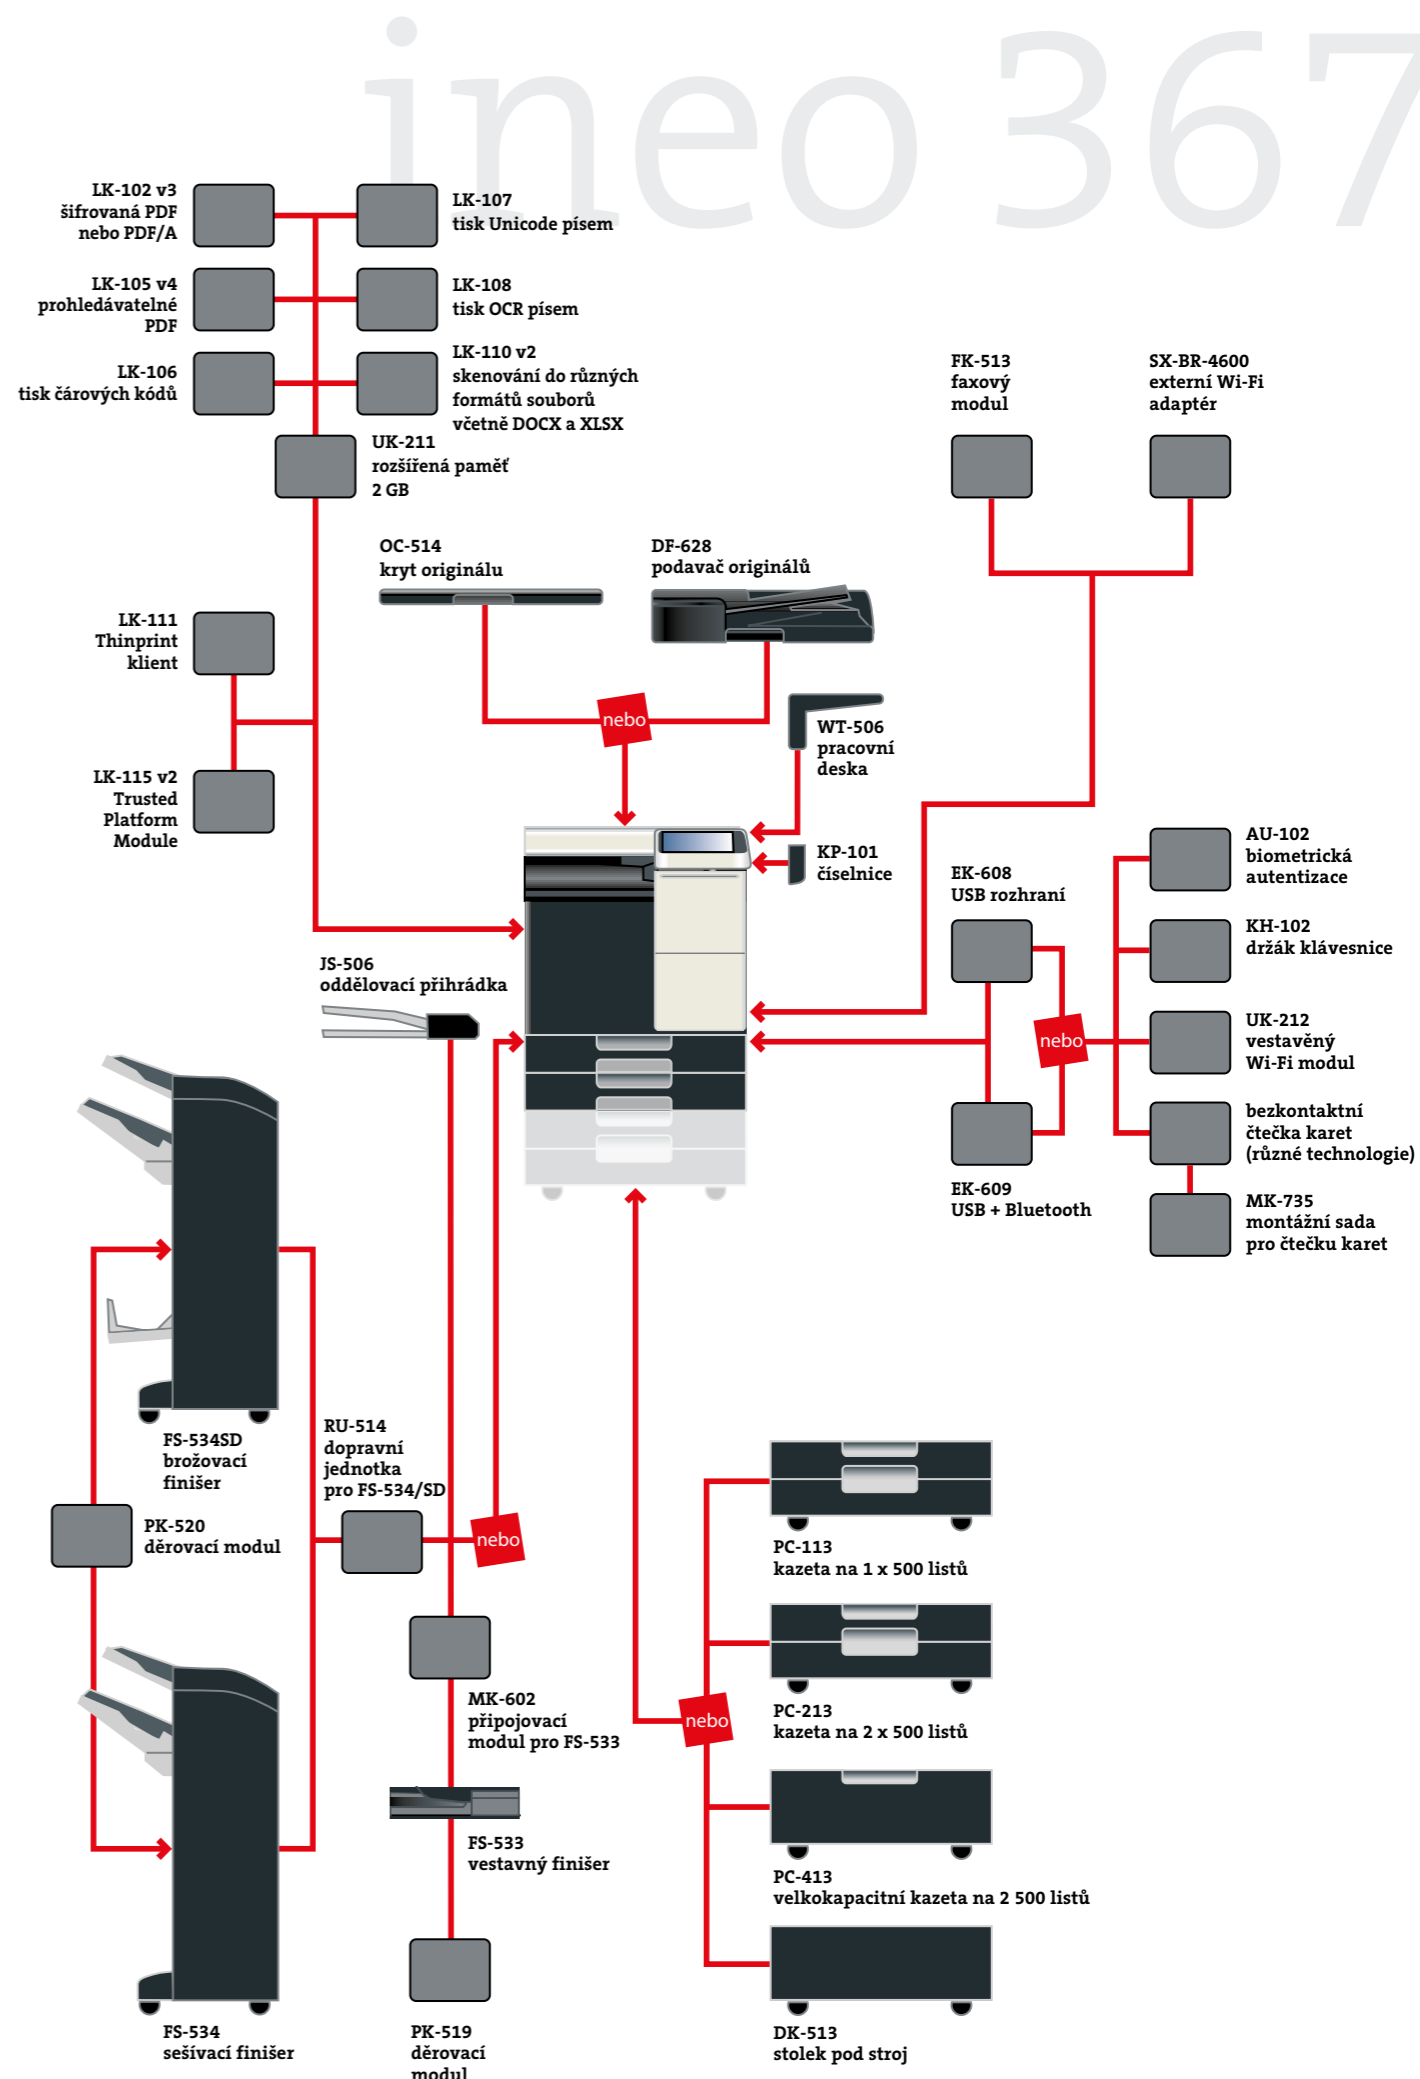 ineo 367
LK-102 v3
šifrovaná PDF
nebo PDF/A
LK-107
tisk Unicode písem
LK-105 v4
prohledávatelné
PDF
LK-108
tisk OCR písem
LK-106
tisk čárových kódů
LK-110 v2
skenování do různých
formátů souborů
včetně DOCX a XLSX
UK-211
rozšířená paměť
2 GB
FK-513
faxový
modul
SX-BR-4600
externí Wi-Fi
adaptér
OC-514
kryt originálu
DF-628
podavač originálů
LK-111
Thinprint
klient
nebo
WT-506
pracovní
deska
LK-115 v2
Trusted
Platform
Module
KP-101
číselnice
EK-608
USB rozhraní
AU-102
biometrická
autentizace
KH-102
držák klávesnice
JS-506
oddělovací přihrádka
nebo
UK-212
vestavěný
Wi-Fi modul
bezkontaktní
čtečka karet
(různé technologie)
EK-609
USB + Bluetooth
MK-735
montážní sada
pro čtečku karet
FS-534SD
brožovací
finišer
RU-514
dopravní
jednotka
pro FS-534/SD
PK-520
děrovací modul
nebo
PC-113
kazeta na 1 x 500 listů
MK-602
připojovací
modul pro FS-533
nebo
PC-213
kazeta na 2 x 500 listů
FS-533
vestavný finišer
PC-413
velkokapacitní kazeta na 2 500 listů
FS-534
sešívací finišer
PK-519
děrovací
modul
DK-513
stolek pod stroj